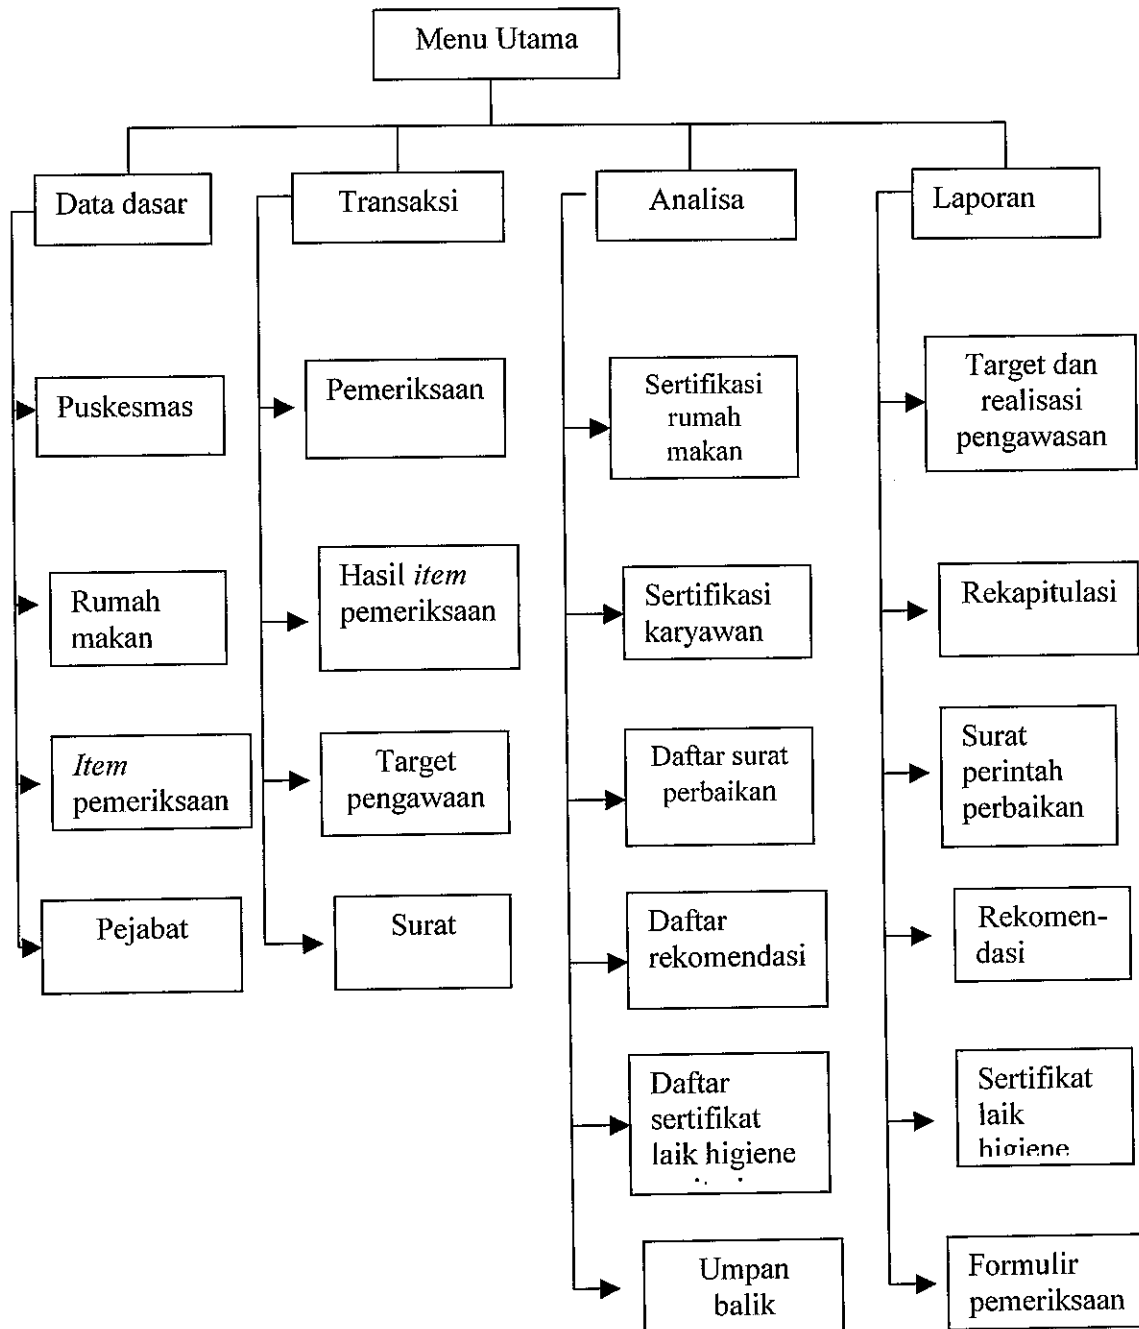 Menu Utama
Data dasar
Transaksi
Analisa
Laporan
Puskesmas
Rumah
makan
Item
pemeriksaan
Pejabat
Pemeriksaan
Hasil item
pemeriksaan
Target
pengawaan
Surat
Sertifikasi
rumah
makan
Sertifikasi
karyawan
Daftar surat
perbaikan
Daftar
rekomendasi
Daftar
sertifikat
laik higiene
Umpan
balik
Target dan
realisasi
pengawasan
Rekapitulasi
Surat
perintah
perbaikan
Rekomen-
dasi
Sertifikat
laik
higiene
Formulir
pemeriksaan